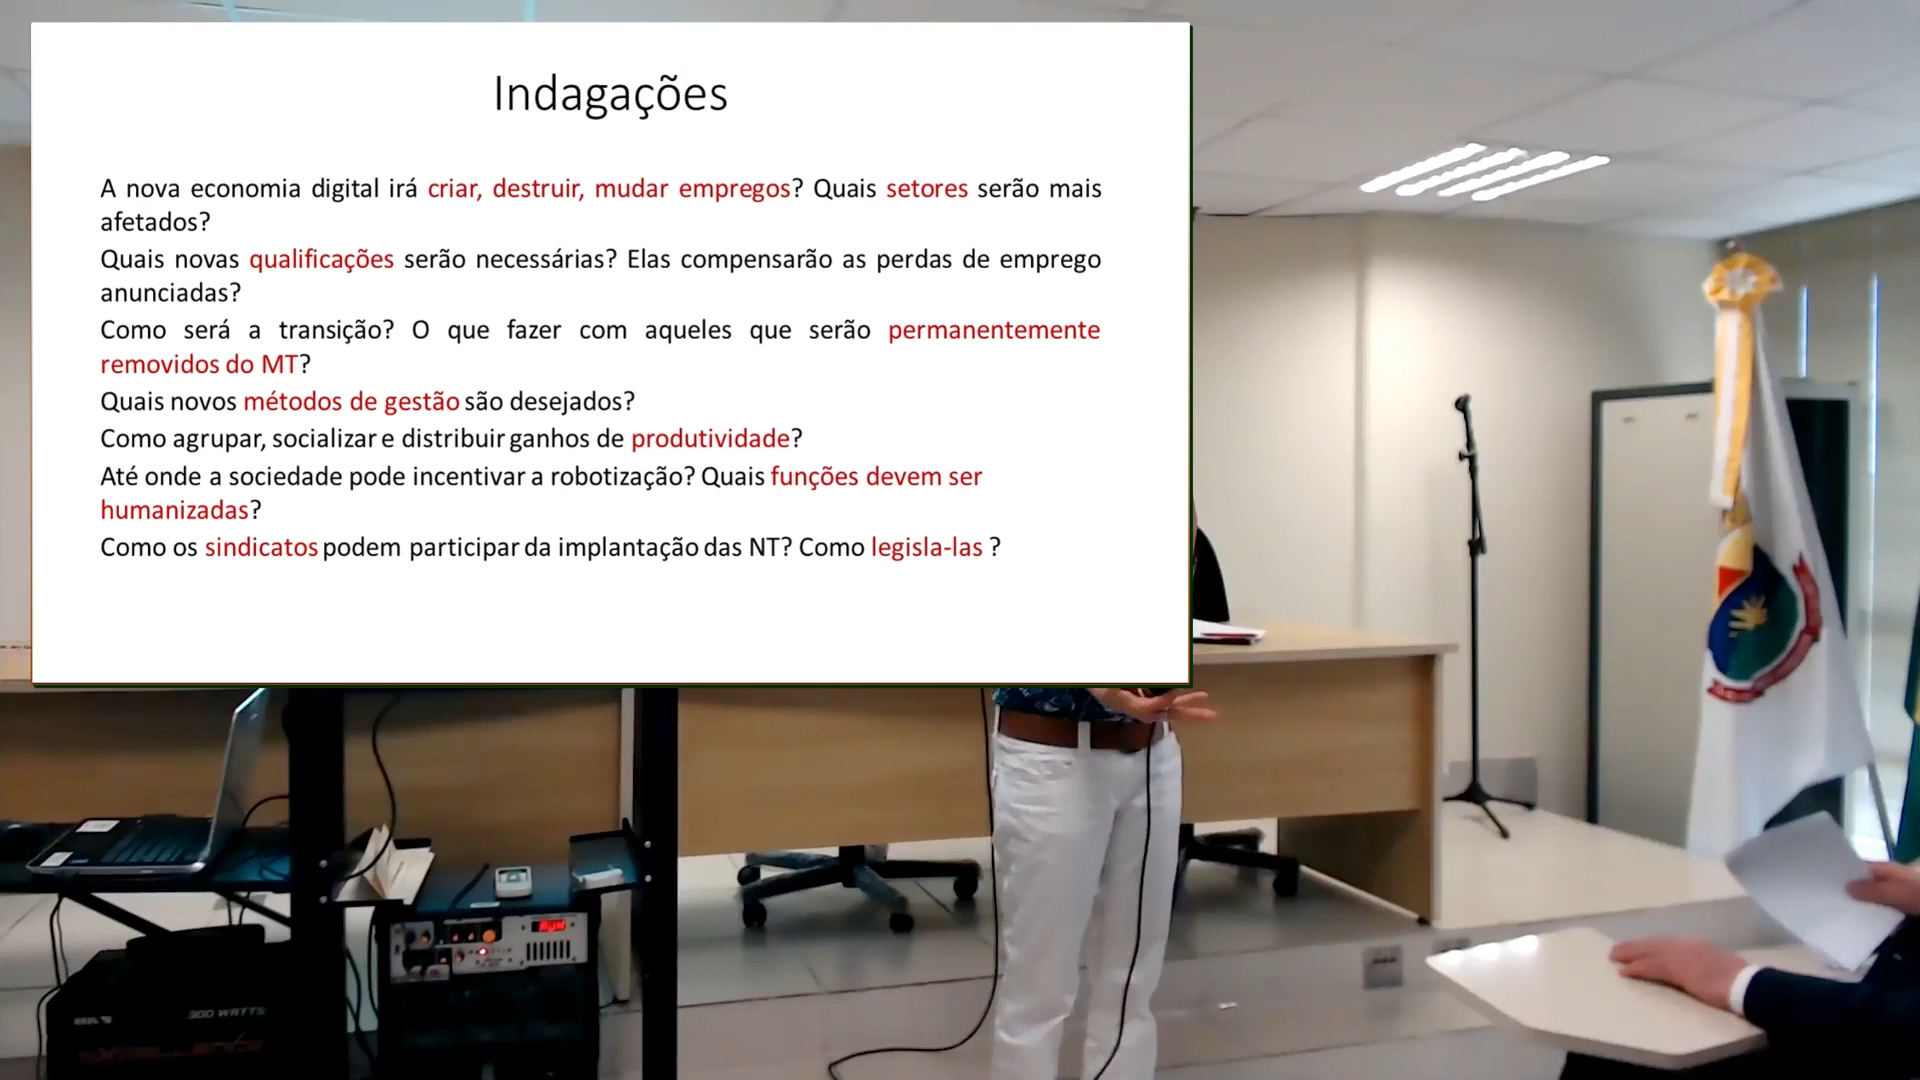 Indagações
A nova economia digital irá criar, destruir, mudar empregos? Quais setores serão mais
afetados?
Quais novas qualificações serão necessárias? Elas compensarão as perdas de emprego
anunciadas?
Como será a transição? O que fazer com aqueles que serão permanentemente
removidos do MT?
Quais novos métodos de gestão são desejados?
Como agrupar, socializar e distribuir ganhos de produtividade?
Até onde a sociedade pode incentivar a robotização? Quais funções devem ser
humanizadas?
Como os sindicatos podem participar da implantação das NT? Como legisla-las ?
300 WATTS